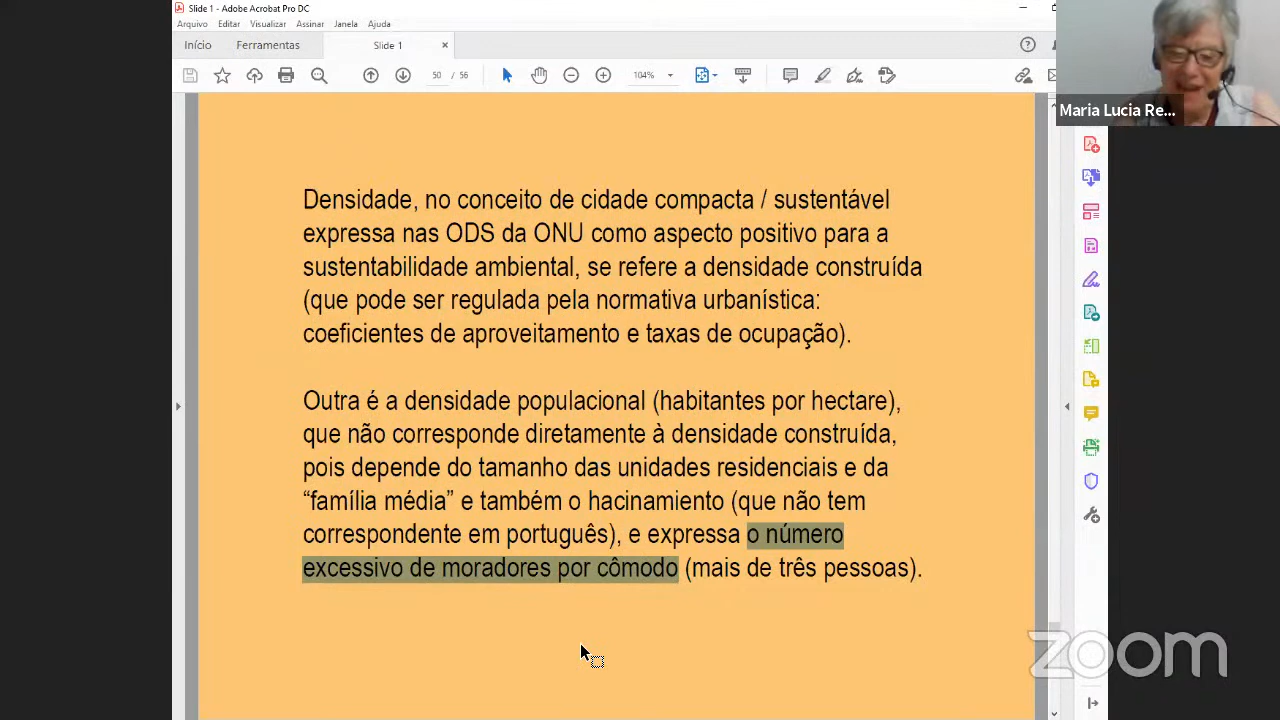 Slide 1 - Adobe Acrobat Pro DC
Arquivo Editar Visualizar Assinar Janela Ajuda
Início Ferramentas Slide 1 ×
50 / 56 104%
Maria Lucia Re...
Densidade, no conceito de cidade compacta / sustentável
expressa nas ODS da ONU como aspecto positivo para a
sustentabilidade ambiental, se refere a densidade construída
(que pode ser regulada pela normativa urbanística:
coeficientes de aproveitamento e taxas de ocupação).
Outra é a densidade populacional (habitantes por hectare),
que não corresponde diretamente à densidade construída,
pois depende do tamanho das unidades residenciais e da
“família média” e também o hacinamiento (que não tem
correspondente em português), e expressa o número
excessivo de moradores por cômodo (mais de três pessoas).
zoom